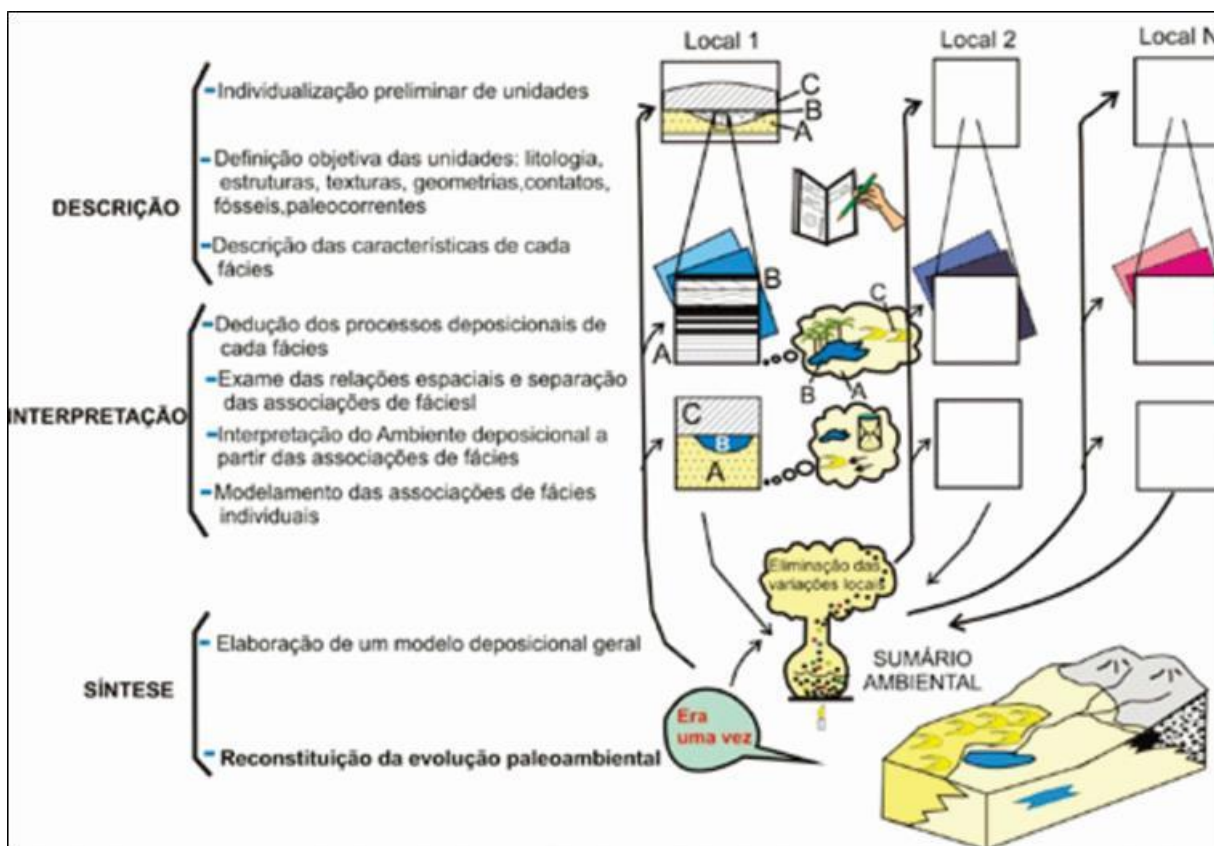 Local 1
Local 2
Local N
DESCRIÇÃO
Individualização preliminar de unidades
Definição objetiva das unidades: litologia,
estruturas, texturas, geometrias,contatos,
fósseis,paleocorrentes
Descrição das características de cada
fácies
C
B
A
B
A
C
B
A
INTERPRETAÇÃO
Dedução dos processos deposicionais de
cada fácies
Exame das relações espaciais e separação
das associações de fáciesl
Interpretação do Ambiente deposicional a
partir das associações de fácies
Modelamento das associações de fácies
individuais
C
B
A
SÍNTESE
Elaboração de um modelo deposicional geral
Reconstituição da evolução paleoambiental
Eliminação das
variações locais
SUMÁRIO
AMBIENTAL
Era
uma vez